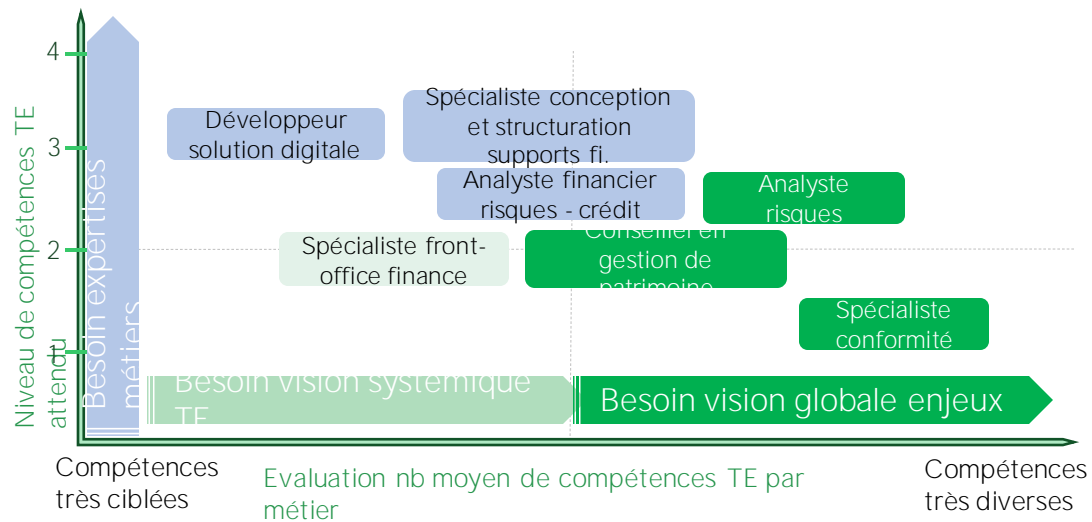 4
3
2
1
Niveau de compétences TE
attendu
Besoin expertises
métiers
Développeur
solution digitale
Spécialiste conception
et structuration
supports fi.
Analyste financier
risques - crédit
Analyste
risques
Spécialiste front-
office finance
Conseiller en
gestion de
patrimoine
Spécialiste
conformité
Besoin vision systémique
TE
Besoin vision globale enjeux
Compétences
très ciblées
Evaluation nb moyen de compétences TE par
métier
Compétences
très diverses